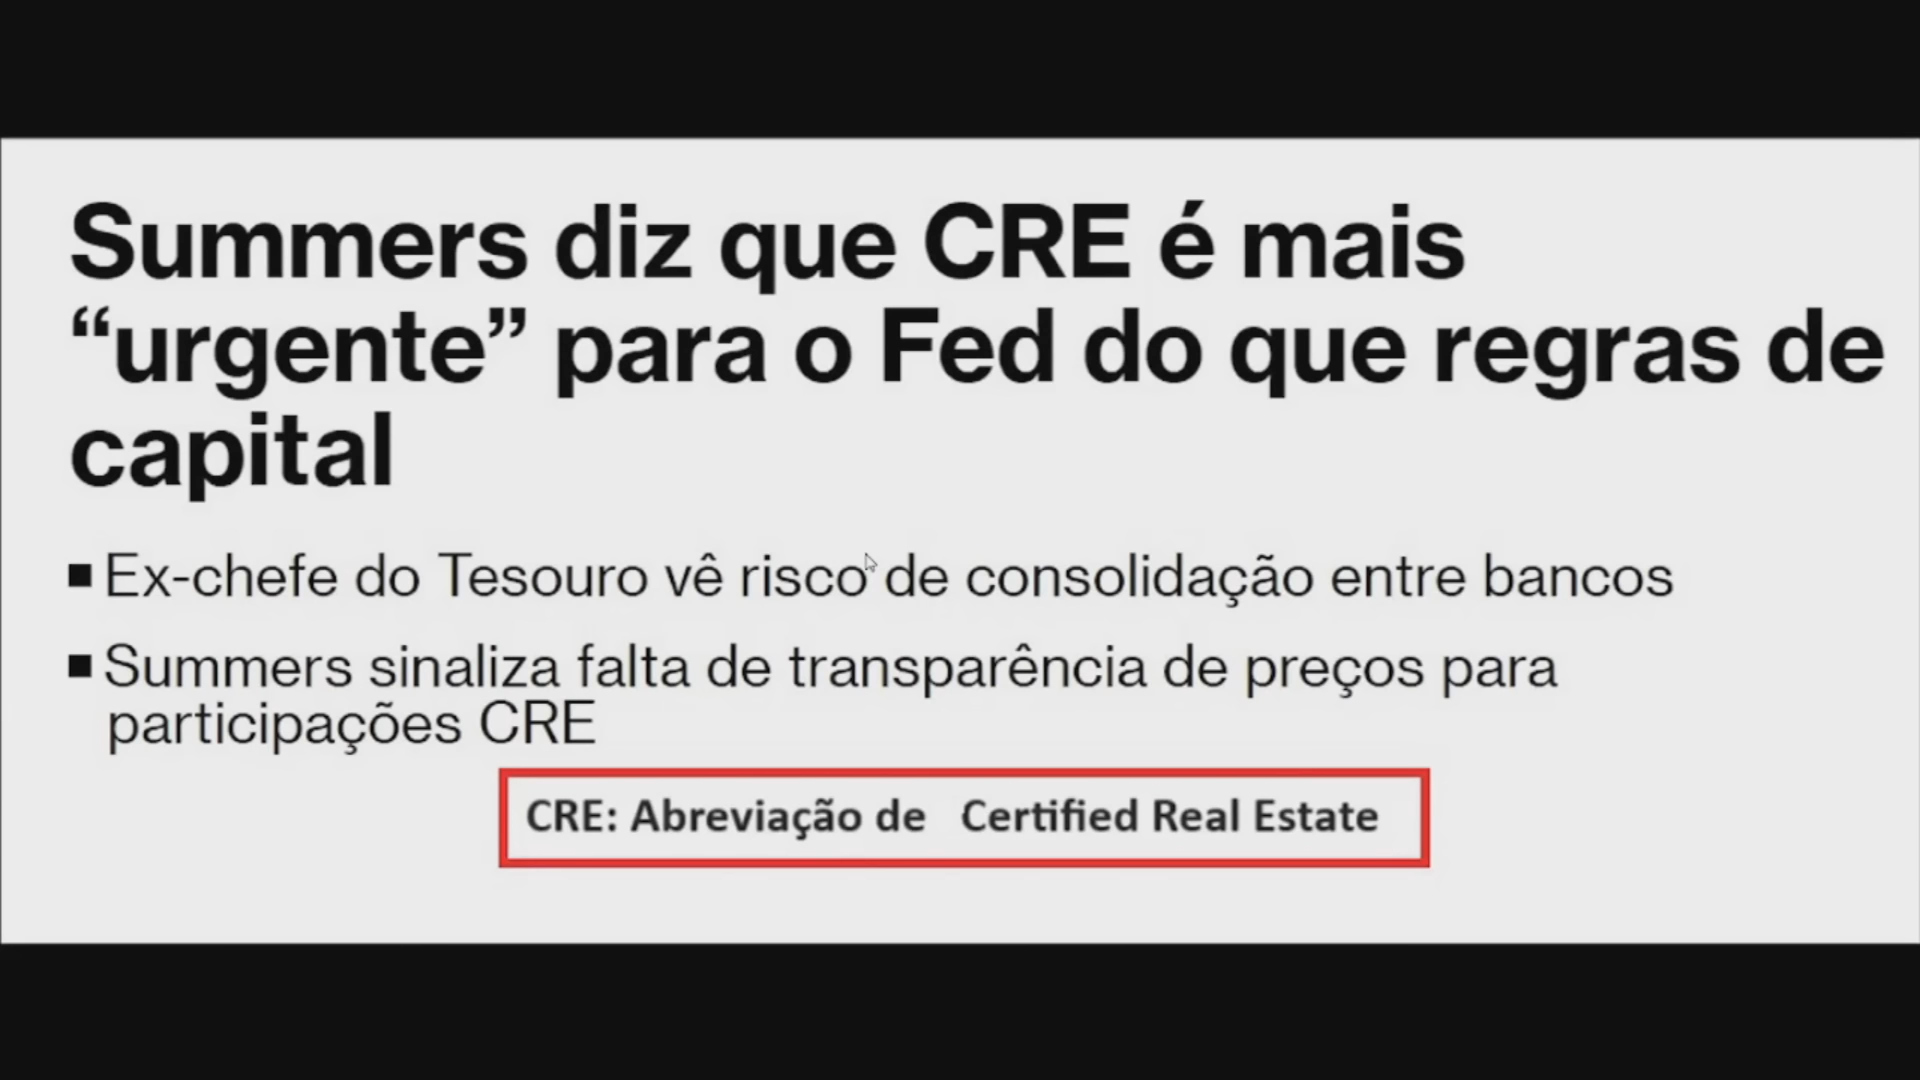 Summers diz que CRE é mais
“urgente” para o Fed do que regras de
capital
■ Ex-chefe do Tesouro vê risco de consolidação entre bancos
■ Summers sinaliza falta de transparência de preços para
participações CRE
CRE: Abreviação de Certified Real Estate